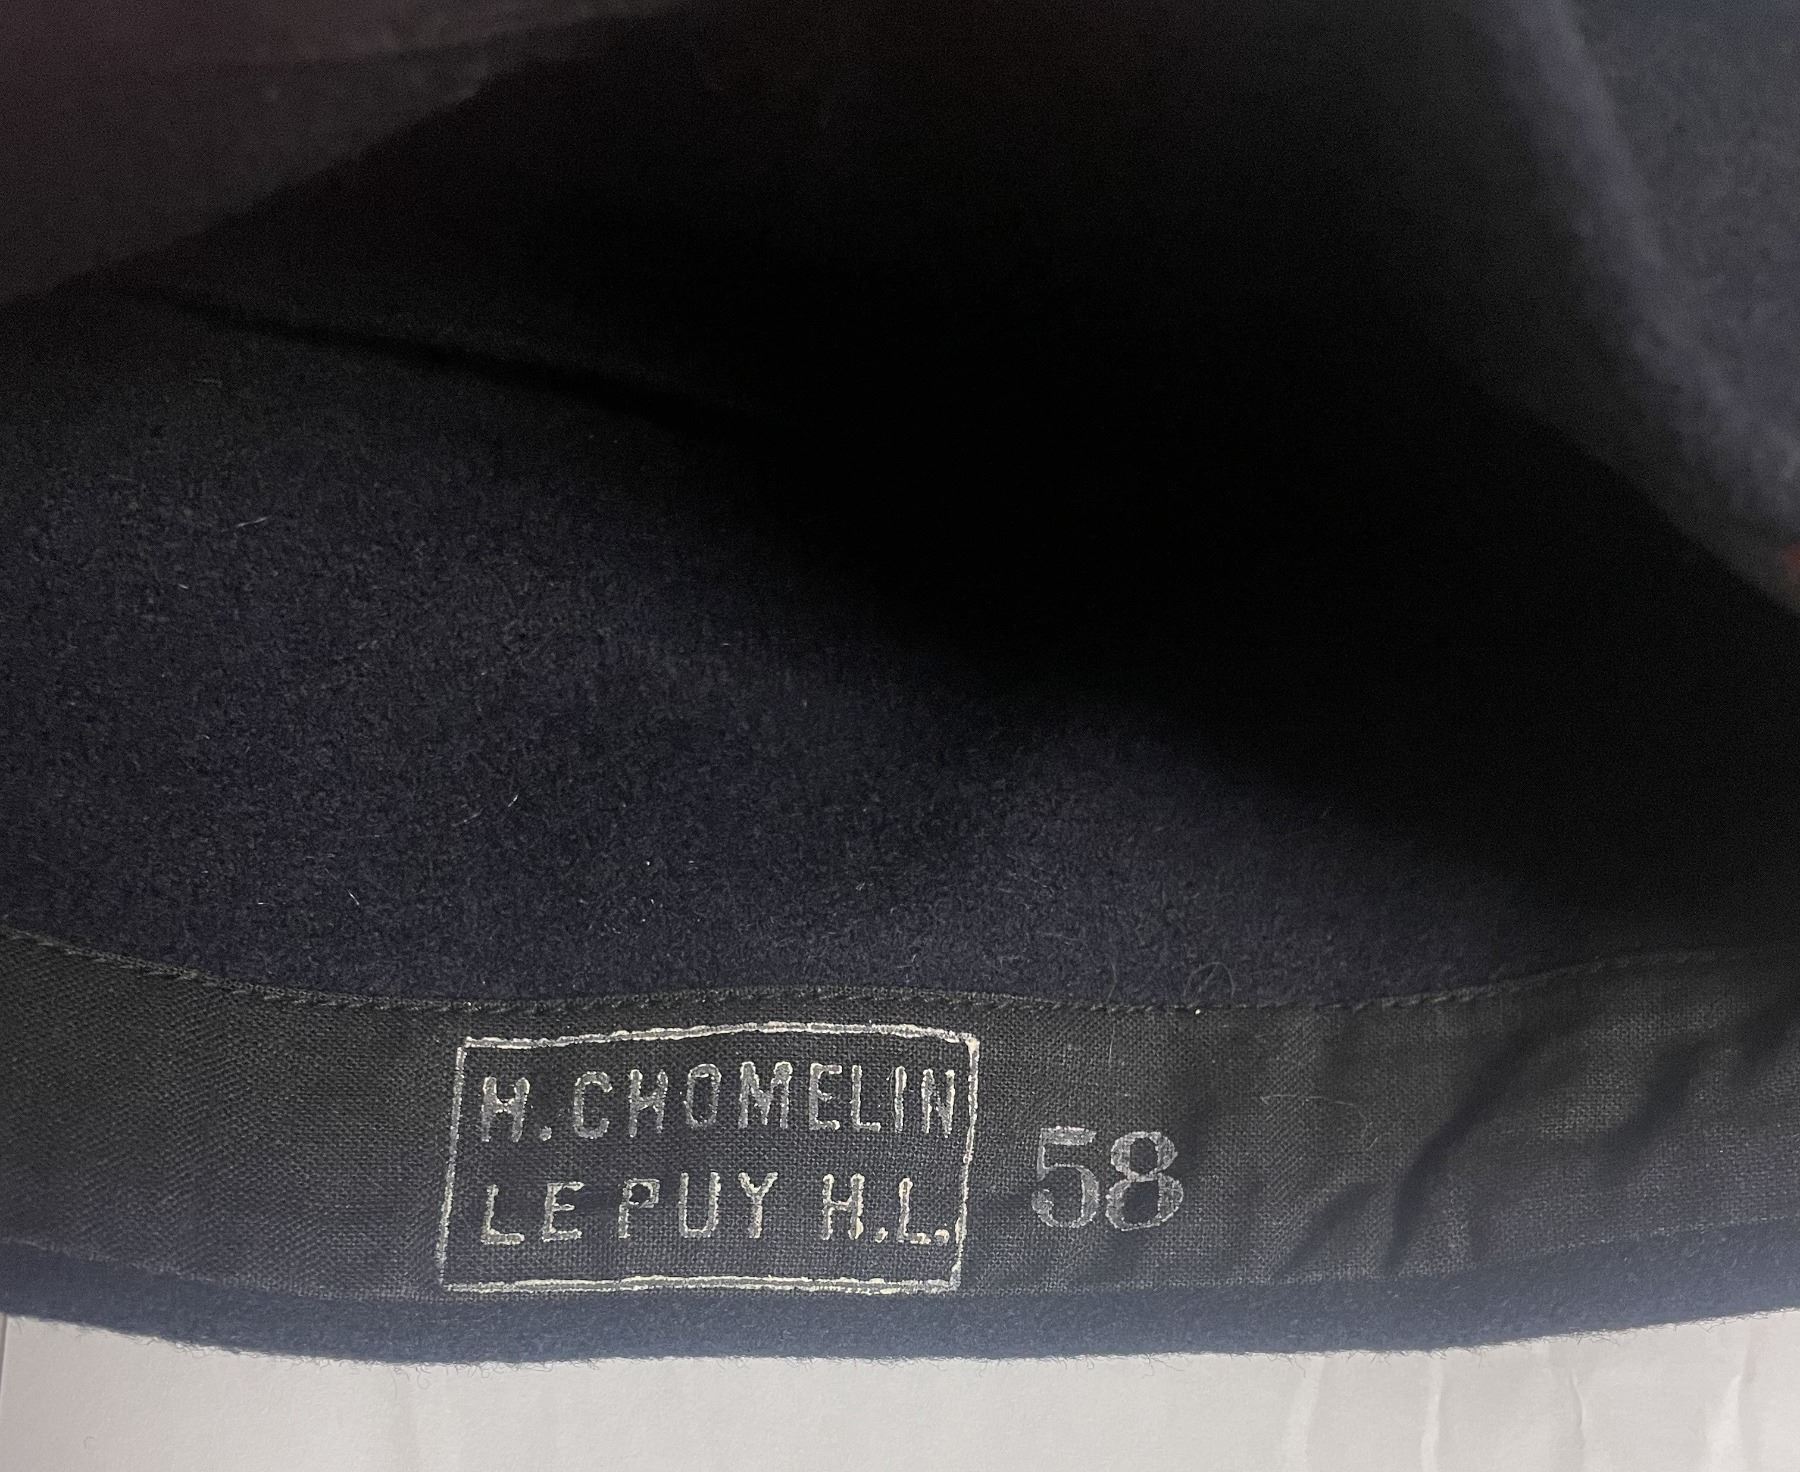 H. CHOMELIN
LE PUY H.L.
58